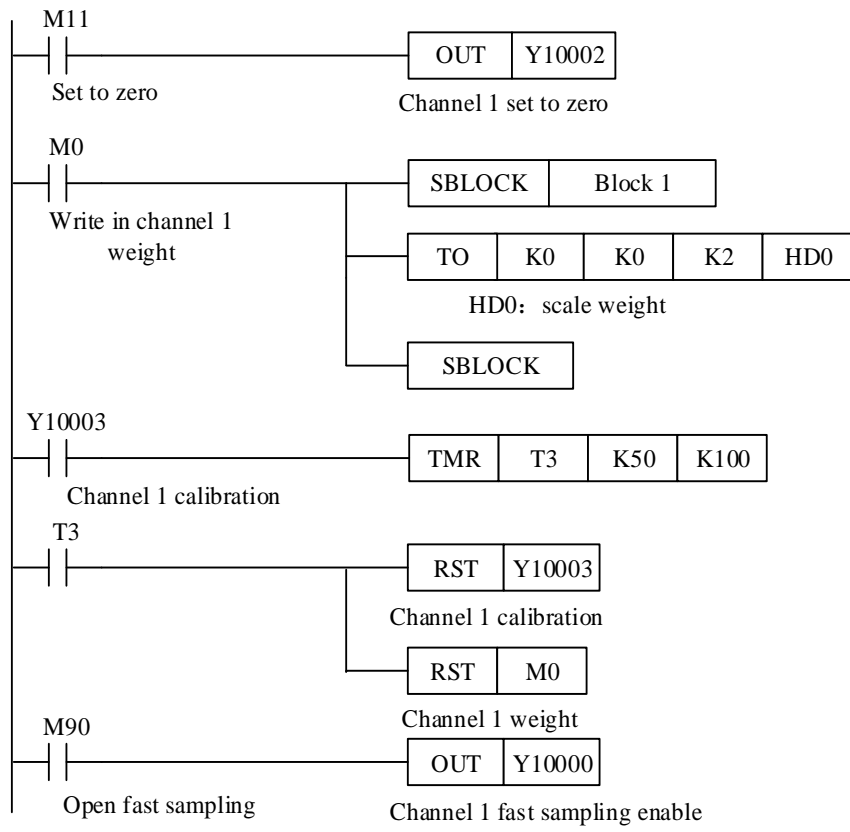 M11
OUT Y10002
Set to zero
Channel 1 set to zero
M0
SBLOCK Block 1
Write in channel 1
weight
TO K0 K0 K2 HD0
HD0：scale weight
SBLOCK
Y10003
TMR T3 K50 K100
Channel 1 calibration
T3
RST Y10003
Channel 1 calibration
RST M0
Channel 1 weight
M90
OUT Y10000
Open fast sampling
Channel 1 fast sampling enable